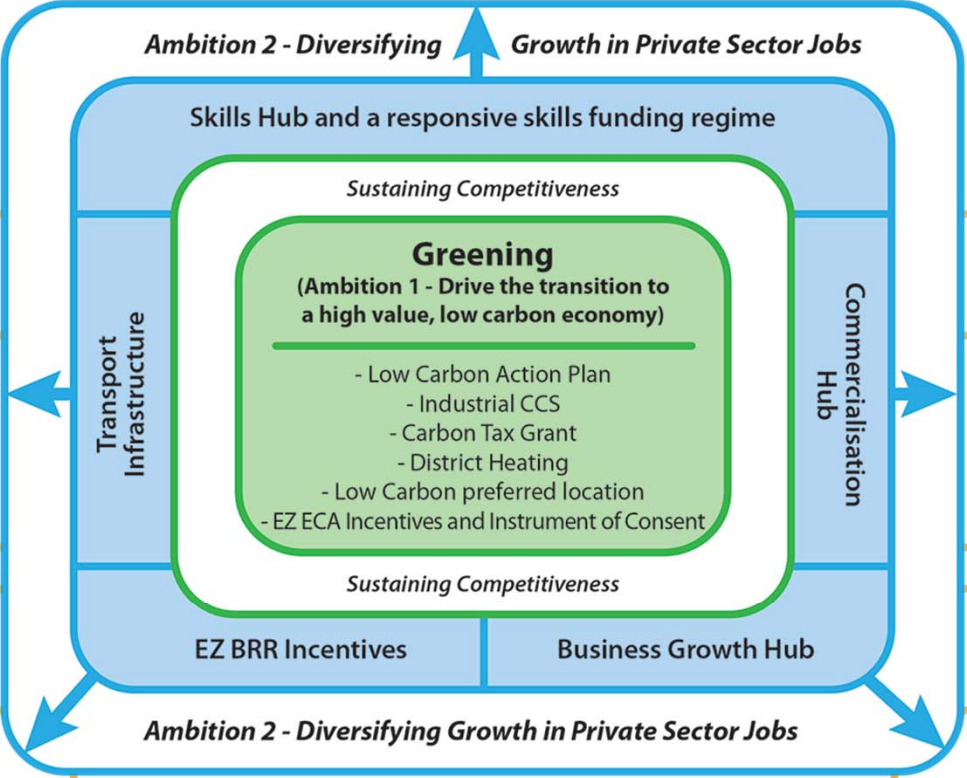 Ambition 2 - Diversifying Growth in Private Sector Jobs
Skills Hub and a responsive skills funding regime
Sustaining Competitiveness
Greening
(Ambition 1 - Drive the transition to
a high value, low carbon economy)
- Low Carbon Action Plan
- Industrial CCS
- Carbon Tax Grant
- District Heating
- Low Carbon preferred location
- EZ ECA Incentives and Instrument of Consent
Transport
Infrastructure
Commercialisation
Hub
Sustaining Competitiveness
EZ BRR Incentives
Business Growth Hub
Ambition 2 - Diversifying Growth in Private Sector Jobs